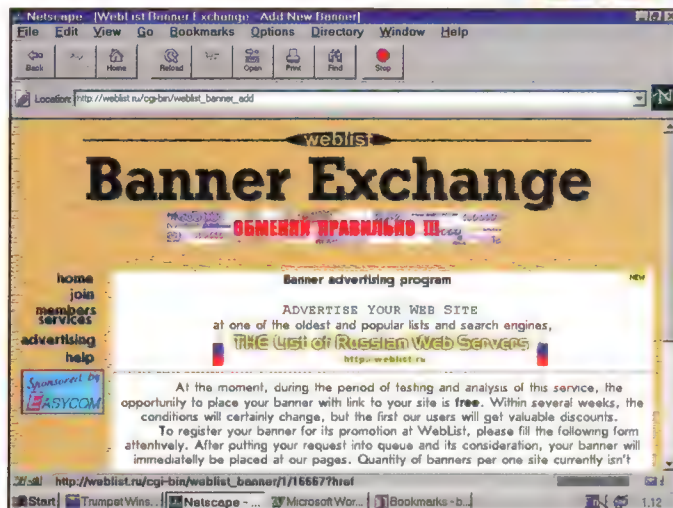 Netscape - [WebList Banner Exchange - Add New Banner]
File Edit View Go Bookmarks Options Directory Window Help
Back Home Reload Open Print Find Stop
Location: http://weblist.ru/cgi-bin/weblist_banner_add
weblist
Banner Exchange
ОБМЕНЯЙ ПРАВИЛЬНО !!!
home
join
members
services
advertising
help
Sponsored by
EASYCOM
Banner advertising program
NEW
ADVERTISE YOUR WEB SITE
at one of the oldest and popular lists and search engines,
THE List of Russian Web Servers
http://weblist.ru
At the moment, during the period of testing and analysis of this service, the
opportunity to place your banner with link to your site is free. Within several weeks, the
conditions will certainly change, but the first our users will get valuable discounts.
To register your banner for its promotion at WebList, please fill the following form
attentively. After putting your request into queue and its consideration, your banner will
immediatelly be placed at our pages. Quantity of banners per one site currently isn't
http://weblist.ru/cgi-bin/weblist_banner/1/16667?href
Start TrumpetWins... Netscape - ... Microsoft Wor... Bookmarks - b... 1.12